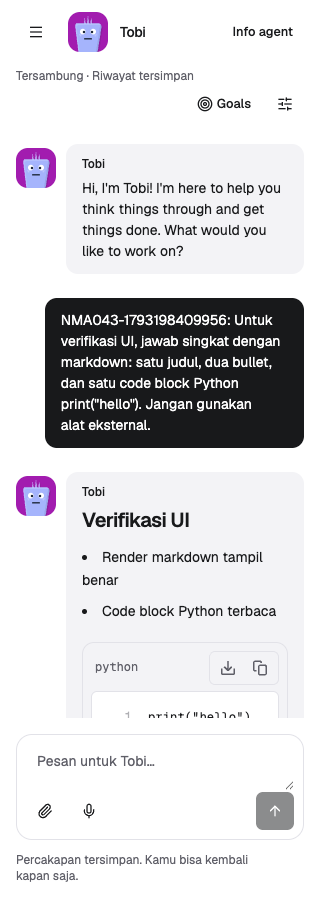 Tobi
Info agent
Tersambung · Riwayat tersimpan
Goals
Tobi
Hi, I'm Tobi! I'm here to help you
think things through and get
things done. What would you
like to work on?
NMA043-1793198409956: Untuk
verifikasi UI, jawab singkat dengan
markdown: satu judul, dua bullet,
dan satu code block Python
print("hello"). Jangan gunakan
alat eksternal.
Tobi
Verifikasi UI
• Render markdown tampil
benar
• Code block Python terbaca
python
1 print("hello")
Pesan untuk Tobi...
Percakapan tersimpan. Kamu bisa kembali
kapan saja.